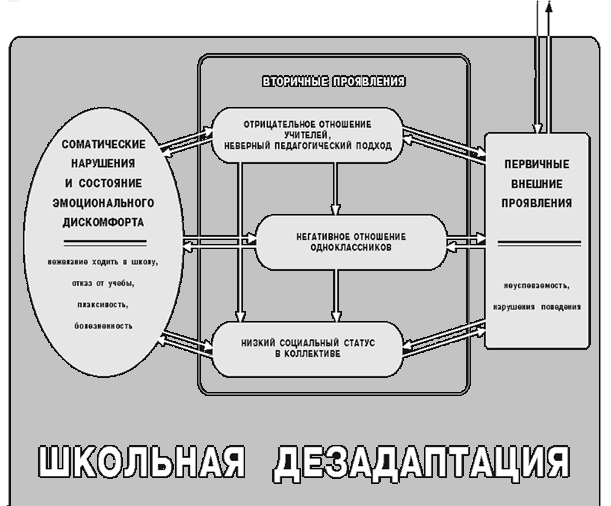 ВТОРИЧНЫЕ ПРОЯВЛЕНИЯ
СОМАТИЧЕСКИЕ
НАРУШЕНИЯ
И СОСТОЯНИЕ
ЭМОЦИОНАЛЬНОГО
ДИСКОМФОРТА
нежелание ходить в школу,
отказ от учебы,
плаксивость,
болезненность
ОТРИЦАТЕЛЬНОЕ ОТНОШЕНИЕ
УЧИТЕЛЕЙ,
НЕВЕРНЫЙ ПЕДАГОГИЧЕСКИЙ ПОДХОД
НЕГАТИВНОЕ ОТНОШЕНИЕ
ОДНОКЛАССНИКОВ
НИЗКИЙ СОЦИАЛЬНЫЙ СТАТУС
В КОЛЛЕКТИВЕ
ПЕРВИЧНЫЕ
ВНЕШНИЕ
ПРОЯВЛЕНИЯ
неуспеваемость,
нарушения поведения
ШКОЛЬНАЯ ДЕЗАДАПТАЦИЯ